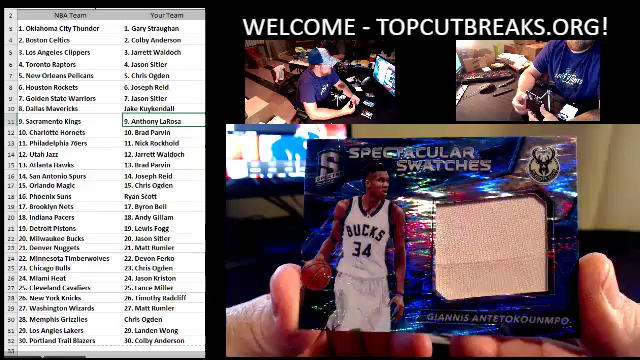 NBA Team Your Team
1. Oklahoma City Thunder 1. Gary Straughan
2. Boston Celtics 2. Colby Anderson
3. Los Angeles Clippers 3. Jarrett Waldoch
4. Toronto Raptors 4. Jason Sitler
5. New Orleans Pelicans 5. Chris Ogden
6. Houston Rockets 6. Joseph Reid
7. Golden State Warriors 7. Jason Sitler
8. Dallas Mavericks Jake Kuykendall
9. Sacramento Kings 9. Anthony LaRosa
10. Charlotte Hornets 10. Brad Parvin
11. Philadelphia 76ers 11. Nick Rockhold
12. Utah Jazz 12. Jarrett Waldoch
13. Atlanta Hawks 13. Brad Parvin
14. San Antonio Spurs 14. Joseph Reid
15. Orlando Magic 15. Chris Ogden
16. Phoenix Suns Ryan Scott
17. Brooklyn Nets 17. Byron Bell
18. Indiana Pacers 18. Andy Gillam
19. Detroit Pistons 19. Lewis Fogg
20. Milwaukee Bucks 20. Jason Sitler
21. Denver Nuggets 21. Matt Rumler
22. Minnesota Timberwolves 22. Devon Ferko
23. Chicago Bulls 23. Chris Ogden
24. Miami Heat 24. Jason Kriston
25. Cleveland Cavaliers 25. Lance Miller
26. New York Knicks 26. Timothy Radcliff
27. Washington Wizards 27. Matt Rumler
28. Memphis Grizzlies Chris Ogden
29. Los Angles Lakers 29. Landen Wong
30. Portland Trail Blazers 30. Colby Anderson
WELCOME - TOPCUTBREAKS.ORG!
SPECTACULAR
SWATCHES
BUCKS
34
GIANNIS ANTETOKOUNMPO